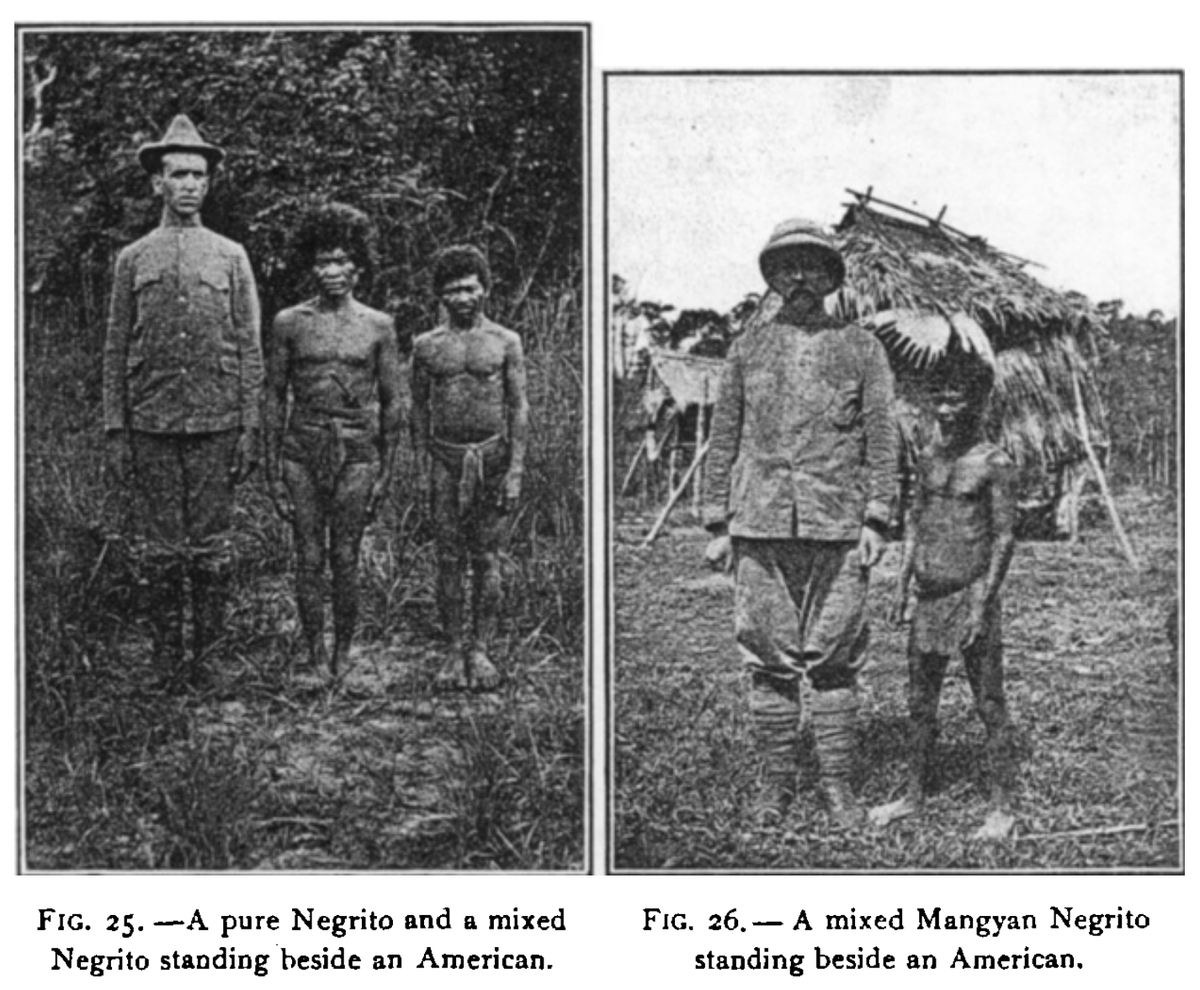 FIG. 25. —A pure Negrito and a mixed
Negrito standing beside an American.
FIG. 26.— A mixed Mangyan Negrito
standing beside an American.